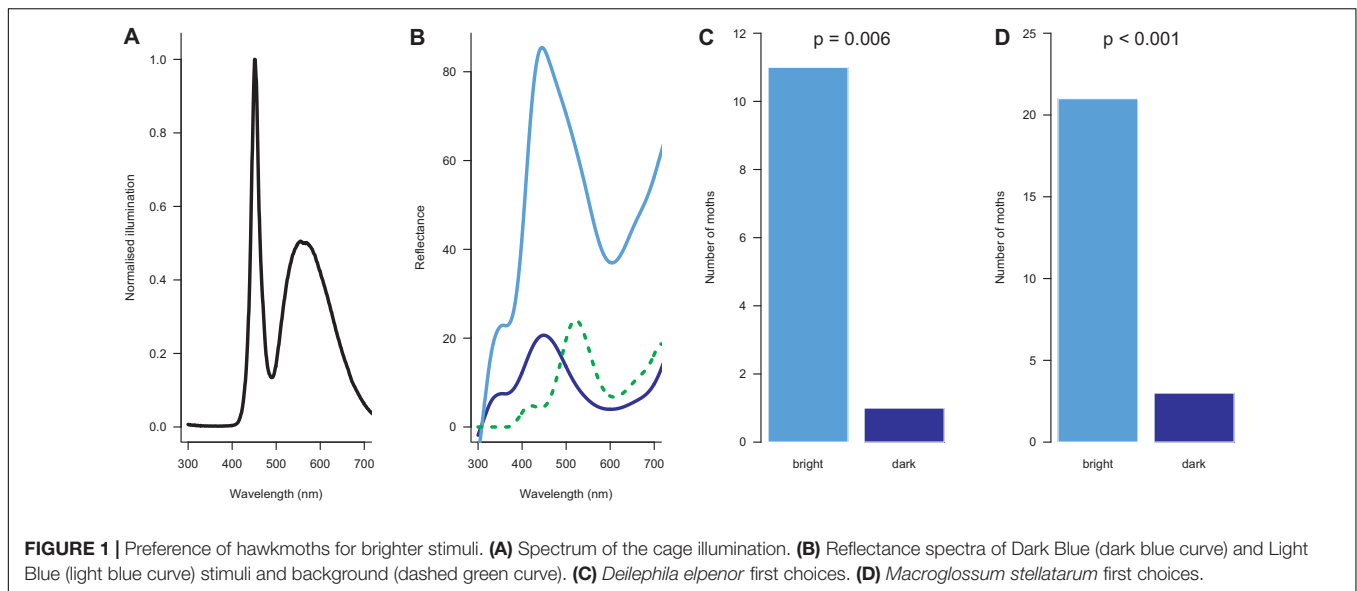 A
B
C
D
1.0
0.8
0.6
0.4
0.2
0.0
Normalised illumination
300 400 500 600 700
Wavelength (nm)
80
60
40
20
0
Reflectance
300 400 500 600 700
Wavelength (nm)
p = 0.006
12
10
8
6
4
2
0
Number of moths
bright dark
p < 0.001
25
20
15
10
5
0
Number of moths
bright dark
FIGURE 1 | Preference of hawkmoths for brighter stimuli. (A) Spectrum of the cage illumination. (B) Reflectance spectra of Dark Blue (dark blue curve) and Light
Blue (light blue curve) stimuli and background (dashed green curve). (C) Deilephila elpenor first choices. (D) Macroglossum stellatarum first choices.